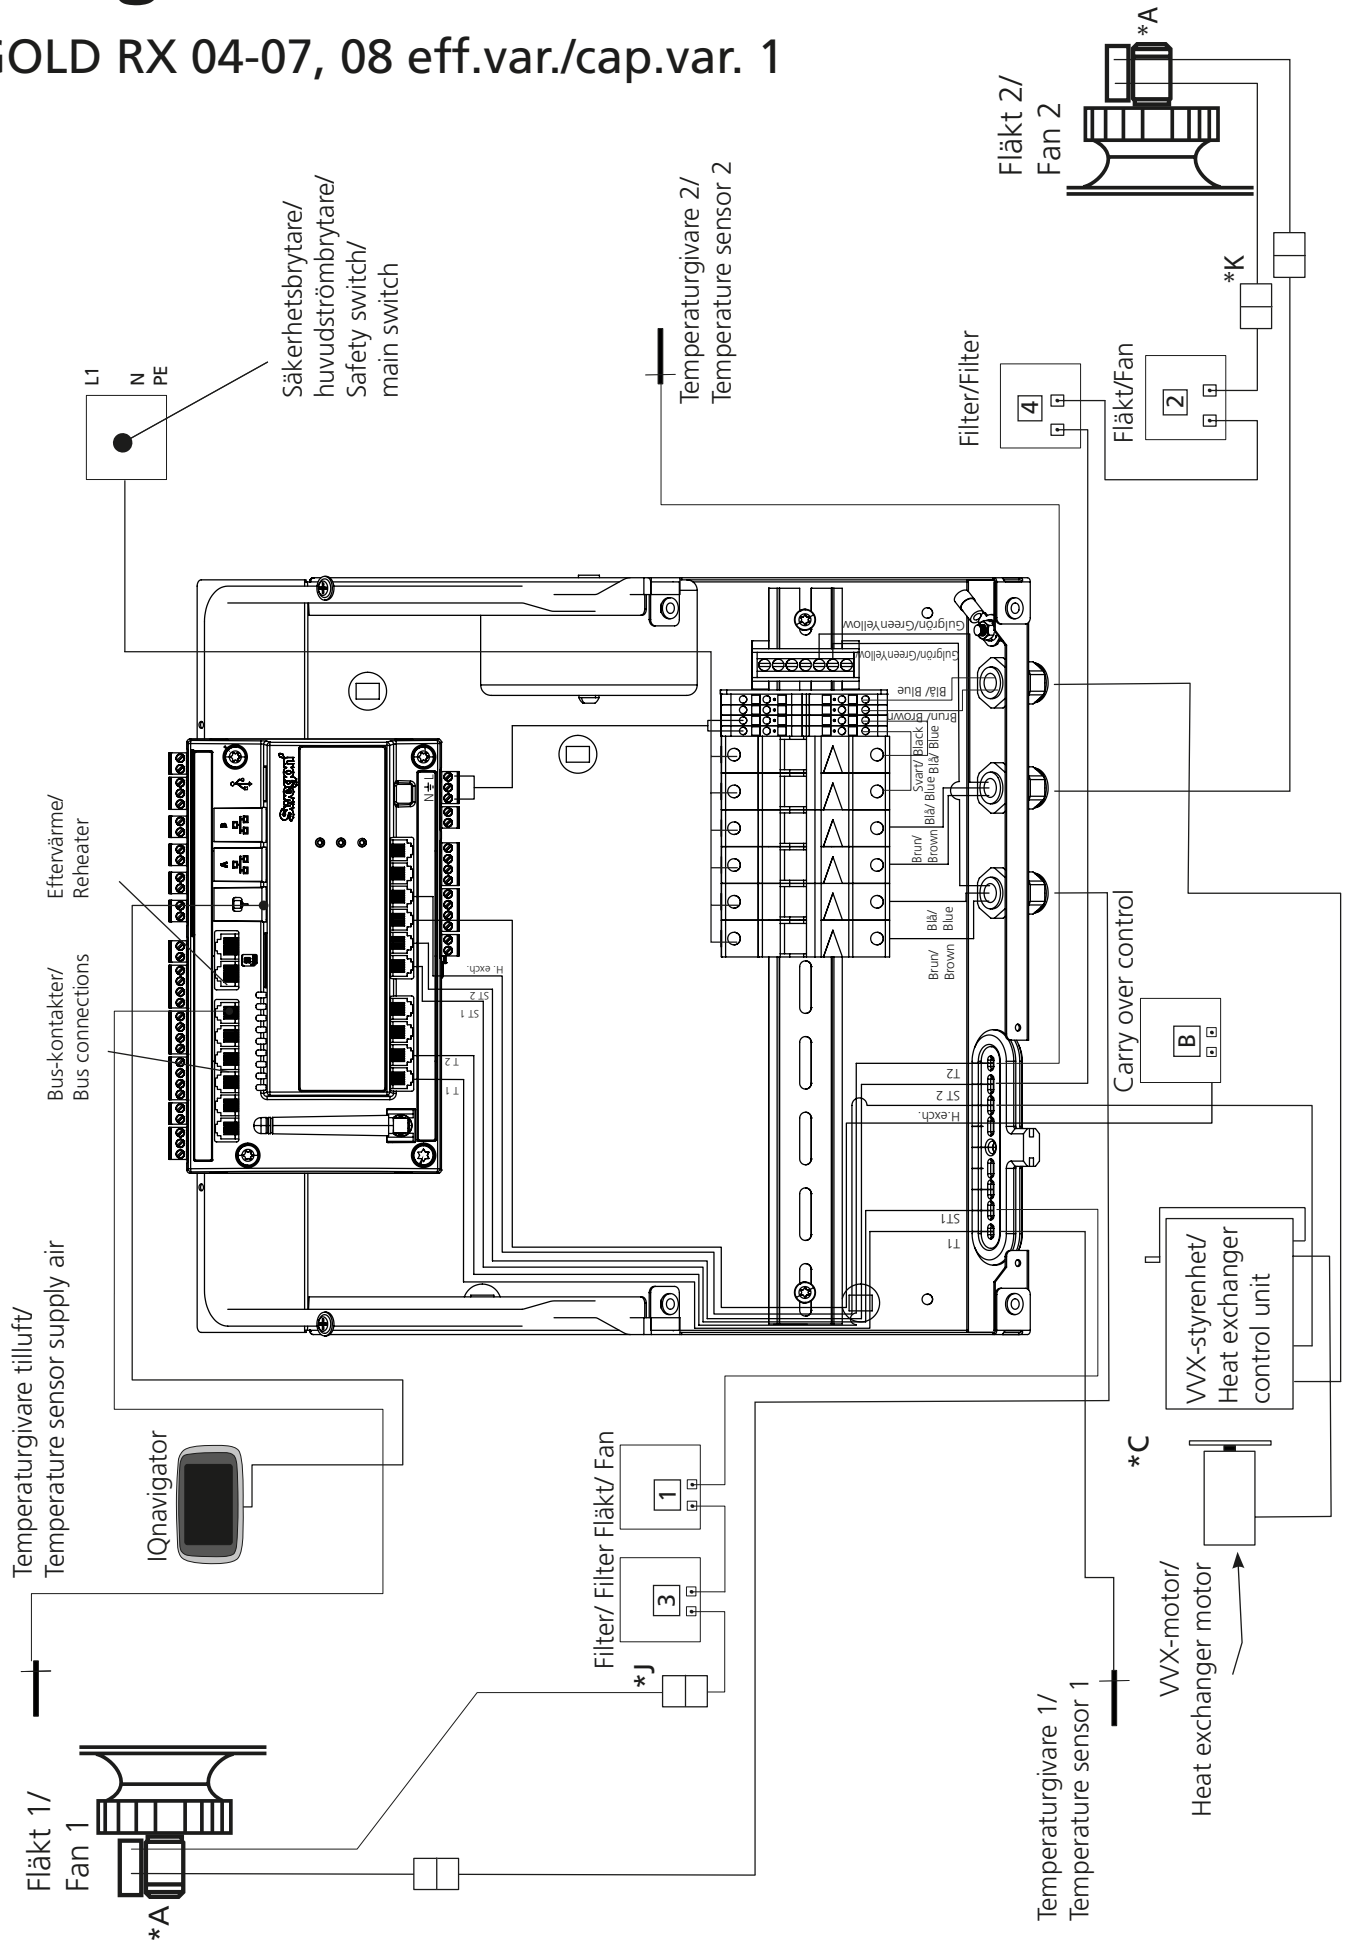 GOLD RX 04-07, 08 eff.var./cap.var. 1
*A
Fläkt 2/
Fan 2
L1
N
PE
Säkerhetsbrytare/
huvudströmbrytare/
Safety switch/
main switch
Temperaturgivare 2/
Temperature sensor 2
*K
Filter/Filter
4
Fläkt/Fan
2
Eftervärme/
Reheater
Bus-kontakter/
Bus connections
Swegon
A
B
L
N
H. exch.
ST 2
ST 1
T 2
T 1
Gulgrön/GreenYellow
Gulgrön/GreenYellow
Blå/ Blue
Brun/ Brown
Svart/ Black
Blå/ Blue
Blå/ Blue
Brun/
Brown
Blå/
Blue
Brun/
Brown
T2
ST 2
H.exch.
ST1
T1
Carry over control
B
Temperaturgivare tilluft/
Temperature sensor supply air
IQnavigator
VVX-styrenhet/
Heat exchanger
control unit
*C
Filter/ Filter Fläkt/ Fan
1
3
*J
VVX-motor/
Heat exchanger motor
Temperaturgivare 1/
Temperature sensor 1
Fläkt 1/
Fan 1
*A